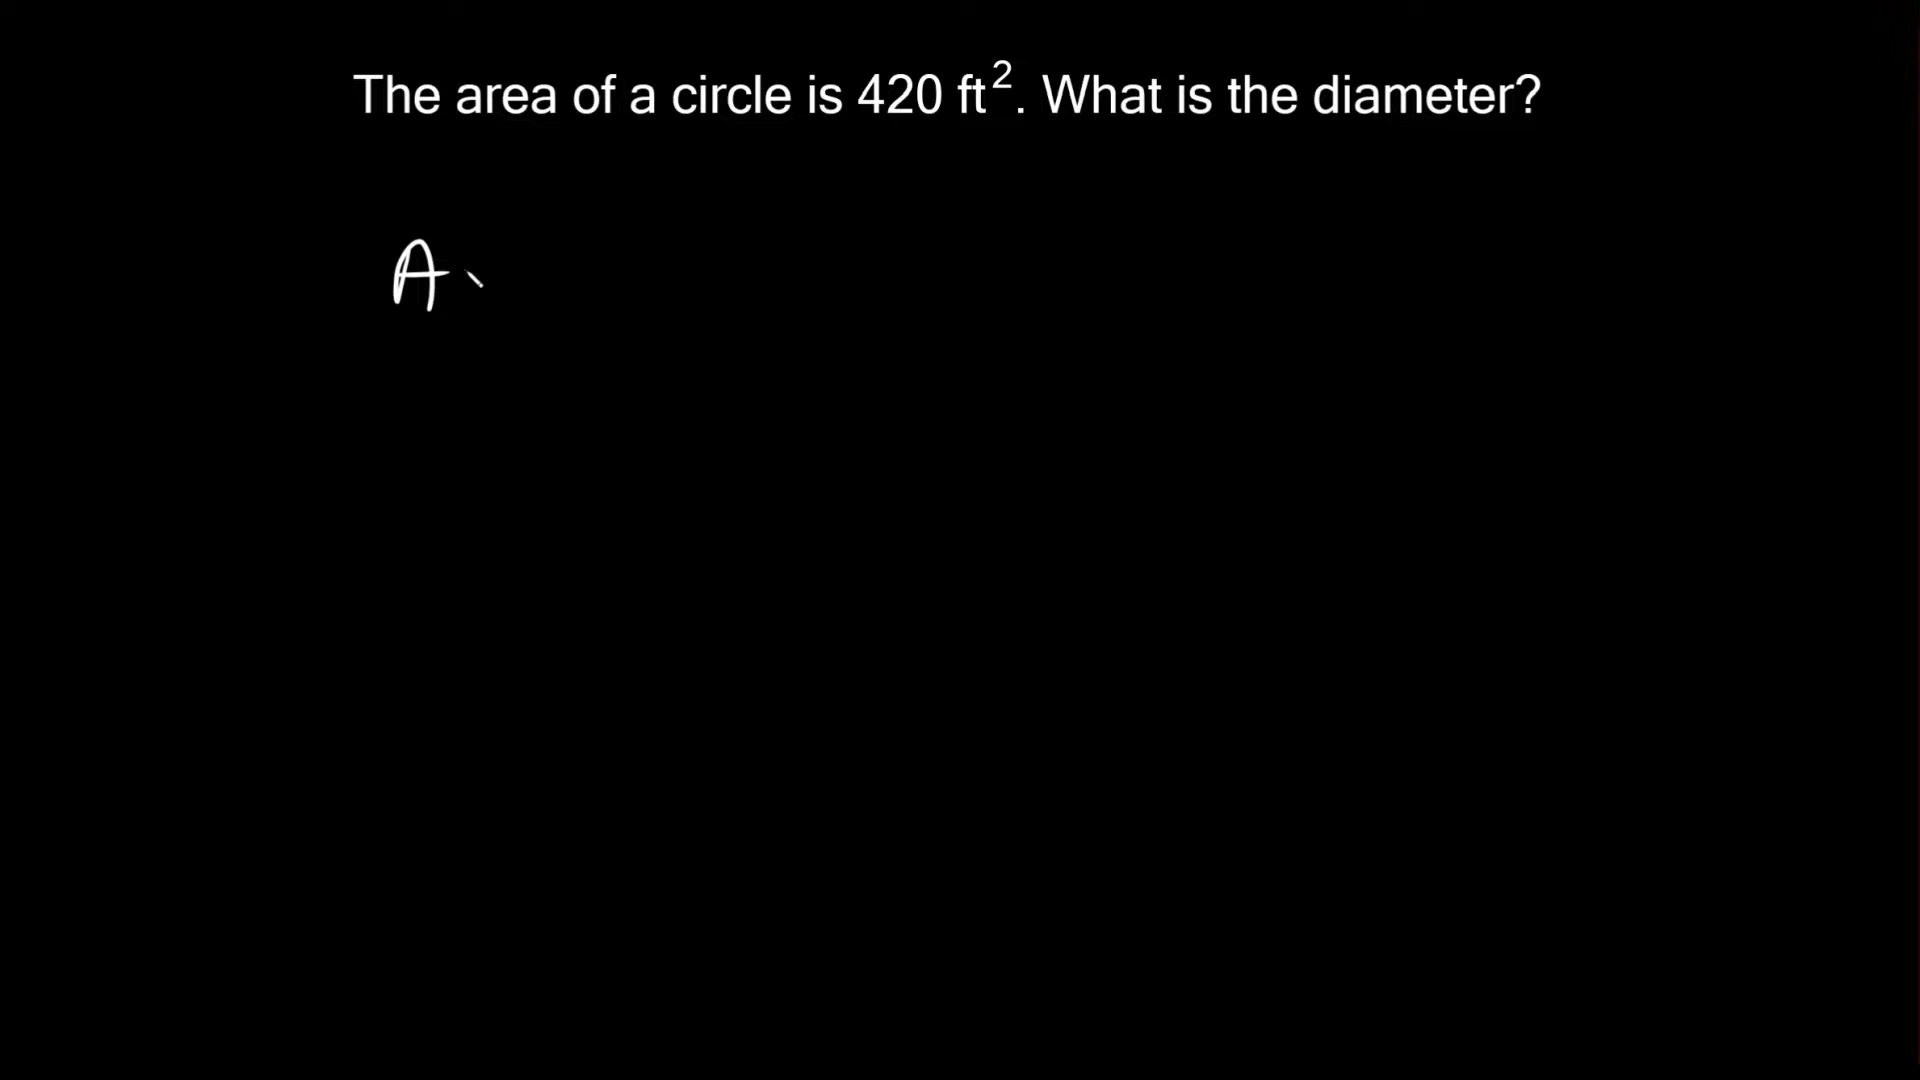 The area of a circle is 420 ft². What is the diameter?
A